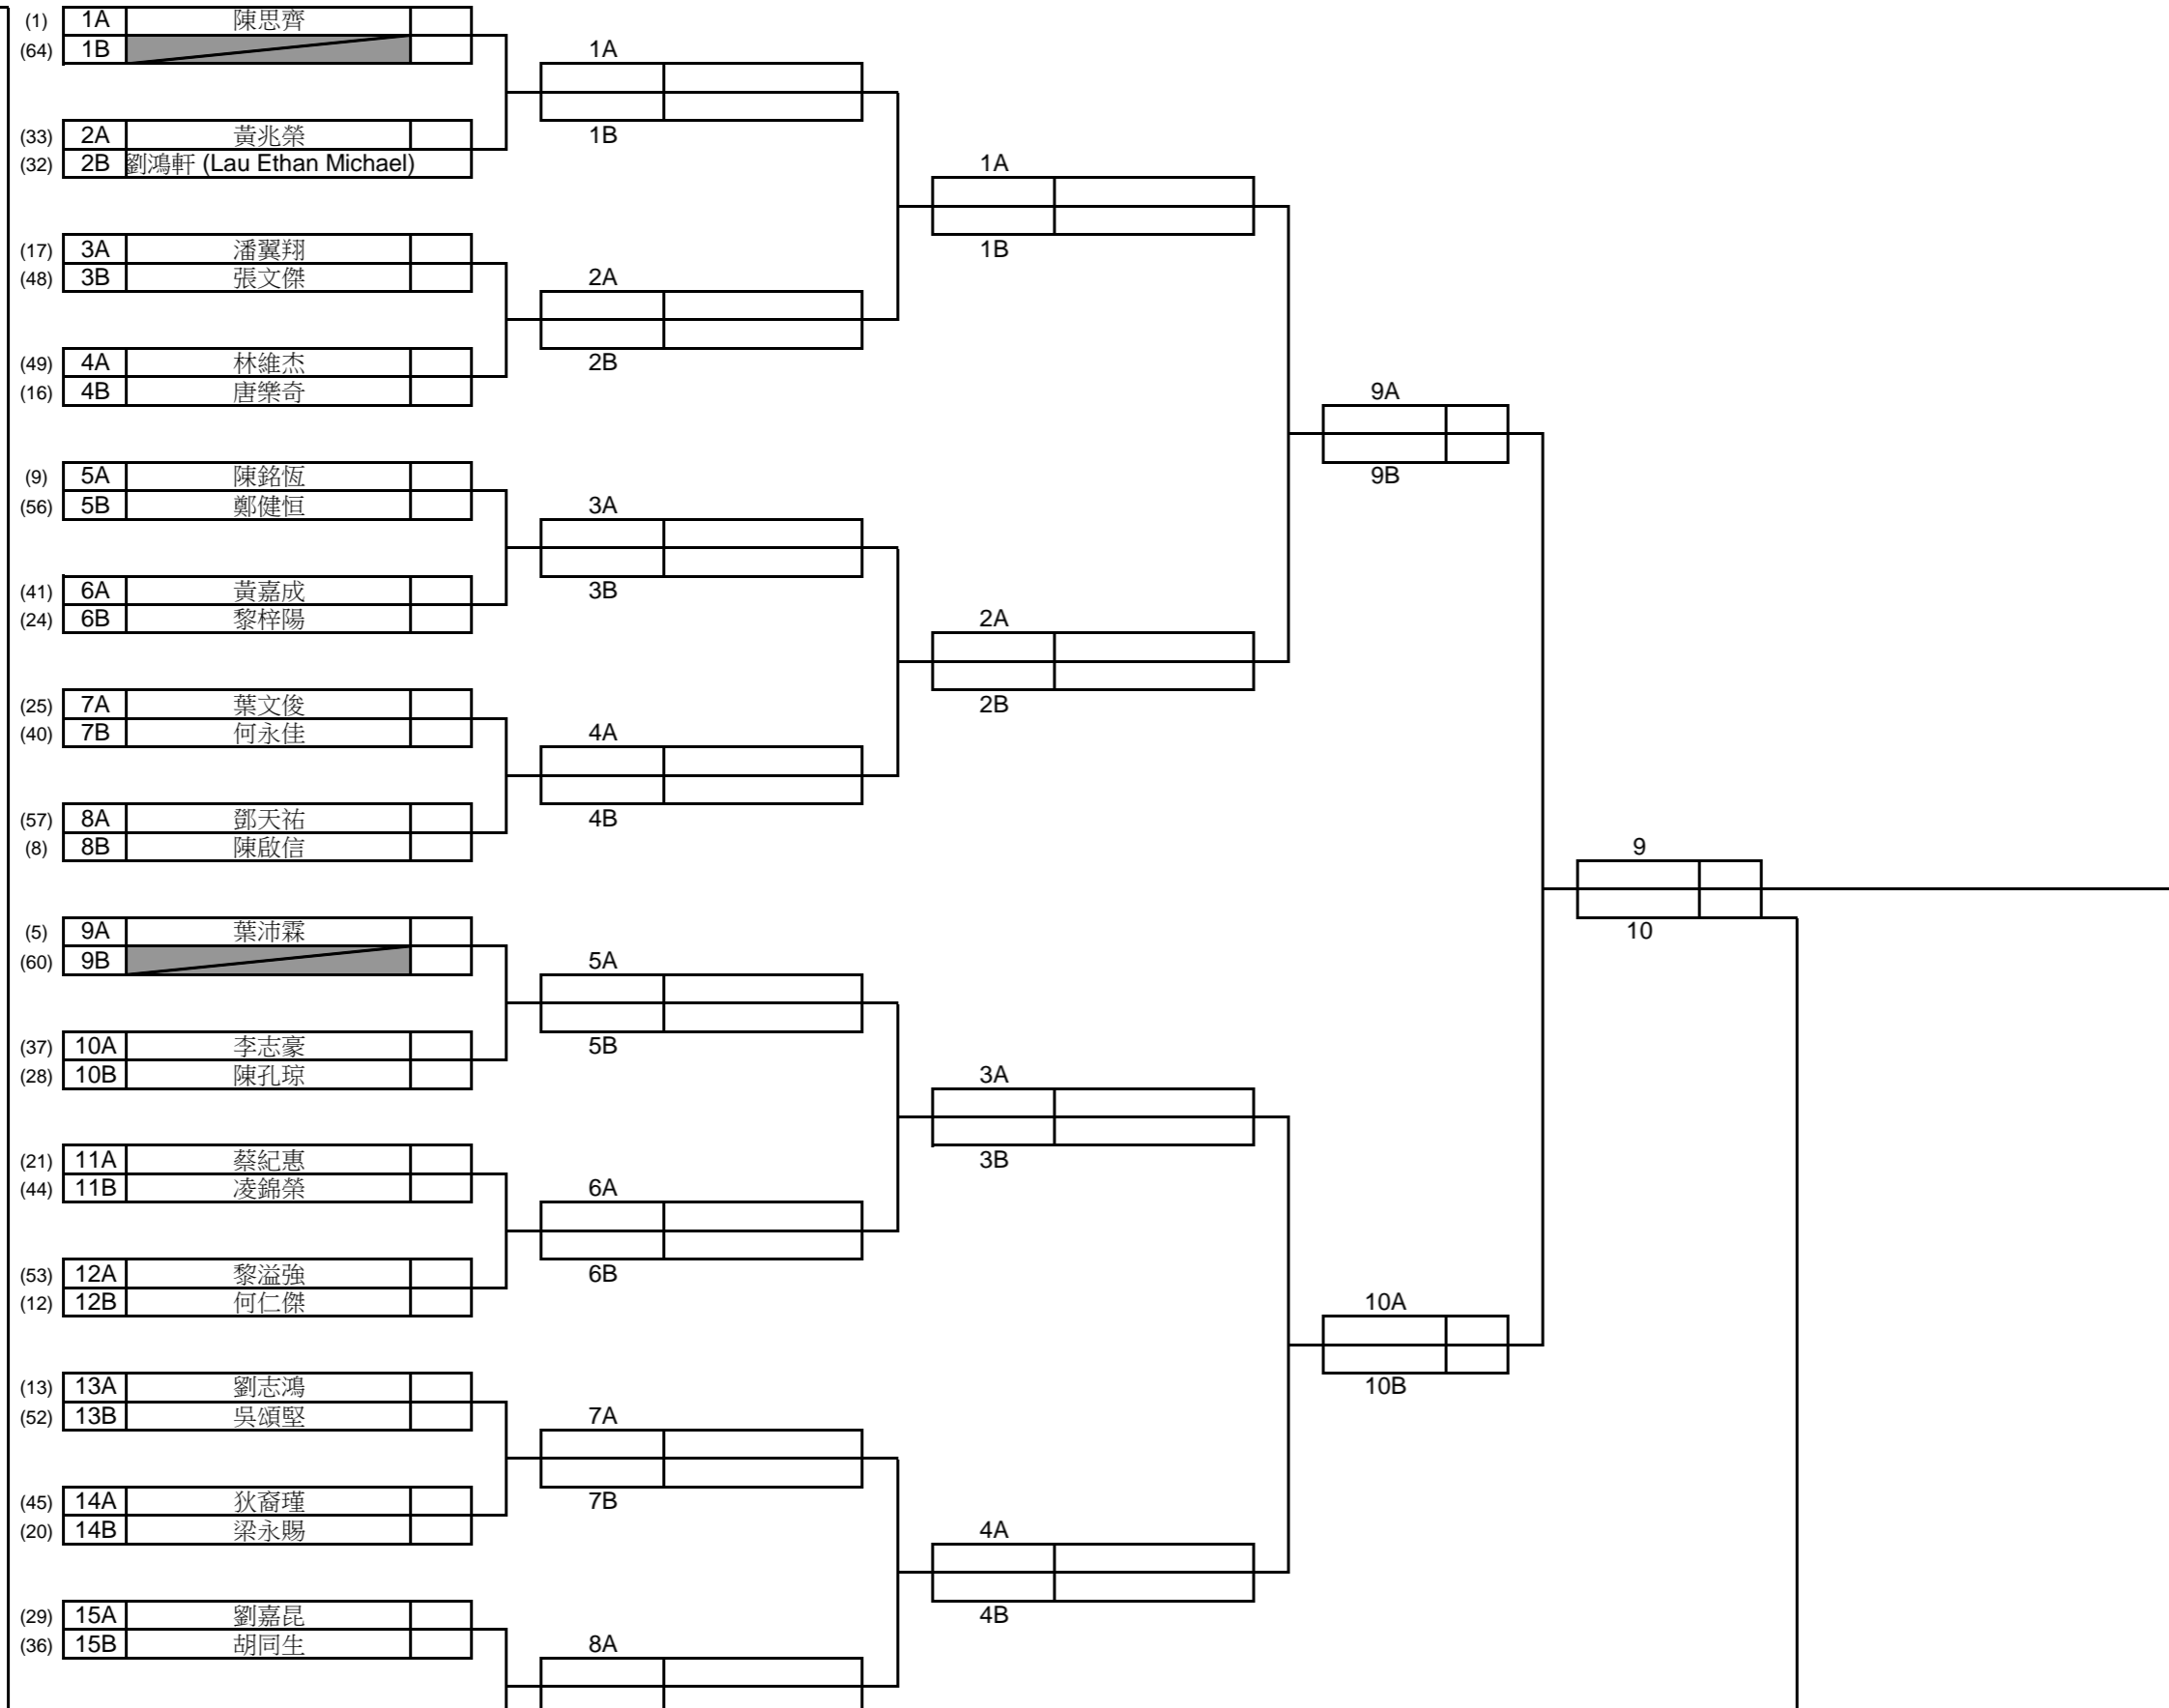 (1) 1A 陳思齊
(64) 1B
1A
(33) 2A 黃兆榮
1B
(32) 2B 劉鴻軒 (Lau Ethan Michael)
1A
(17) 3A 潘翼翔
1B
(48) 3B 張文傑
2A
(49) 4A 林維杰
2B
(16) 4B 唐樂奇
9A
(9) 5A 陳銘恆
9B
(56) 5B 鄭健恒
3A
(41) 6A 黃嘉成
3B
(24) 6B 黎梓陽
2A
(25) 7A 葉文俊
2B
(40) 7B 何永佳
4A
(57) 8A 鄧天祐
4B
(8) 8B 陳啟信
9
(5) 9A 葉沛霖
10
(60) 9B
5A
(37) 10A 李志豪
5B
(28) 10B 陳孔琼
3A
(21) 11A 蔡紀惠
3B
(44) 11B 凌錦榮
6A
(53) 12A 黎溢強
6B
(12) 12B 何仁傑
10A
(13) 13A 劉志鴻
10B
(52) 13B 吳頌堅
7A
(45) 14A 狄裔瑾
7B
(20) 14B 梁永賜
4A
(29) 15A 劉嘉昆
4B
(36) 15B 胡同生
8A